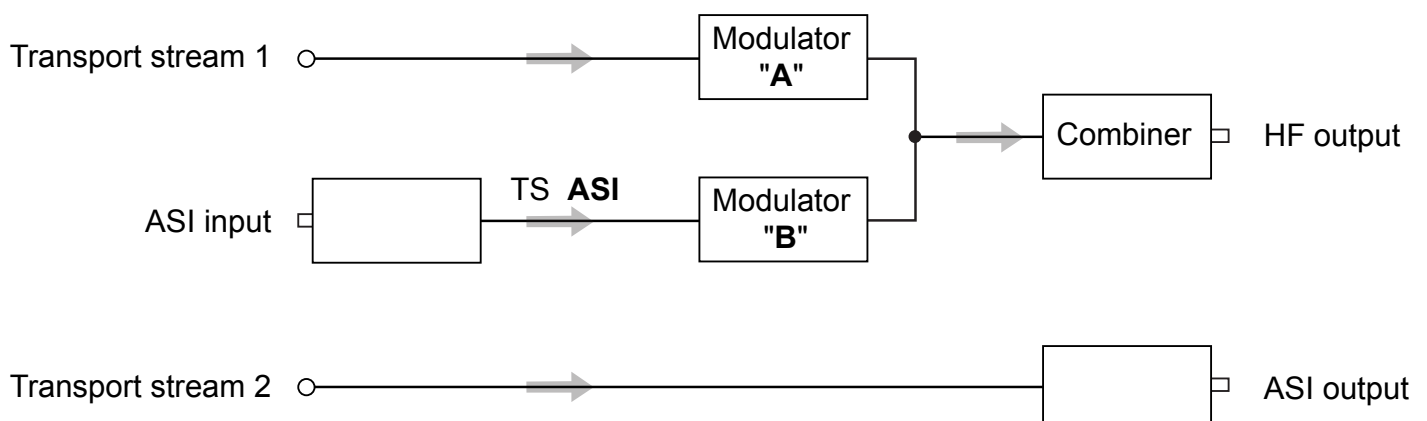 Transport stream 1
Modulator
"A"
Combiner
HF output
ASI input
TS ASI
Modulator
"B"
Transport stream 2
ASI output